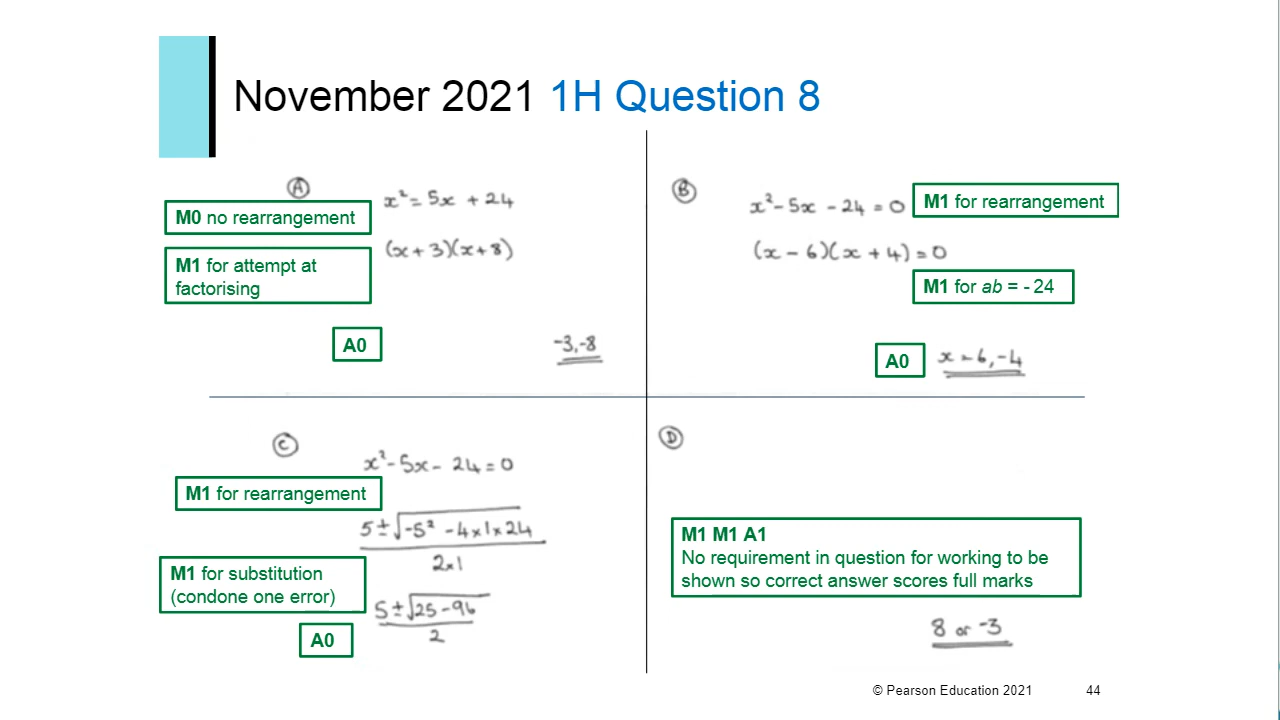 November 2021 1H Question 8
A
x² = 5x + 24
M0 no rearrangement
(x + 3)(x + 8)
M1 for attempt at
factorising
A0
-3, -8
B
x² - 5x - 24 = 0
M1 for rearrangement
(x - 6)(x + 4) = 0
M1 for ab = - 24
A0
x = 6, -4
C
x² - 5x - 24 = 0
M1 for rearrangement
5 ± √-5² - 4 x 1 x 24
2 x 1
M1 for substitution
(condone one error)
5 ± √25 - 96
2
A0
D
M1 M1 A1
No requirement in question for working to be
shown so correct answer scores full marks
8 or -3
© Pearson Education 2021
44